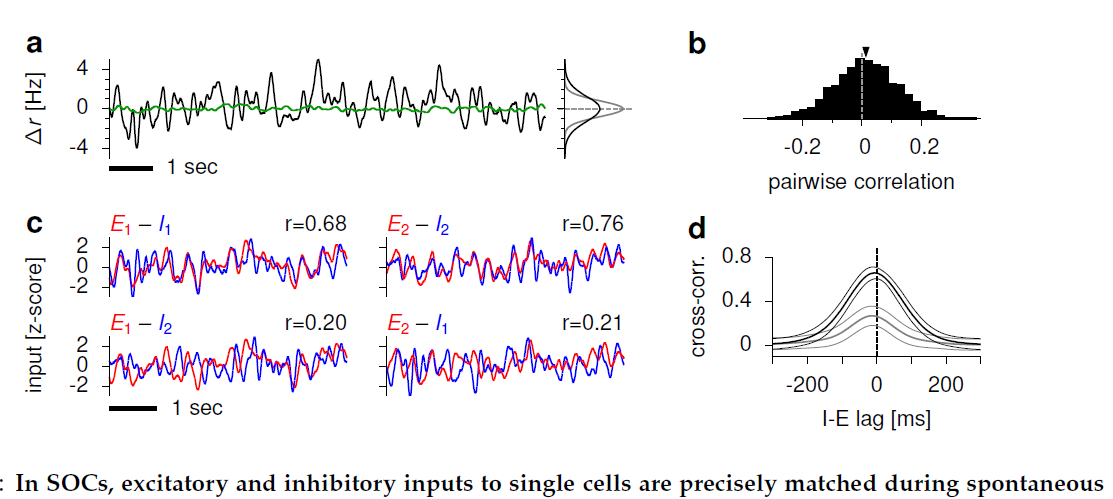 a
b
△r [Hz]
4
0
-4
1 sec
-0.2 0 0.2
pairwise correlation
c
d
E1 – I1 r=0.68
E2 – I2 r=0.76
input [z-score]
2
0
-2
E1 – I2 r=0.20
E2 – I1 r=0.21
2
0
-2
1 sec
cross-corr.
0.8
0.4
0
-200 0 200
I-E lag [ms]
: In SOCs, excitatory and inhibitory inputs to single cells are precisely matched during spontaneous